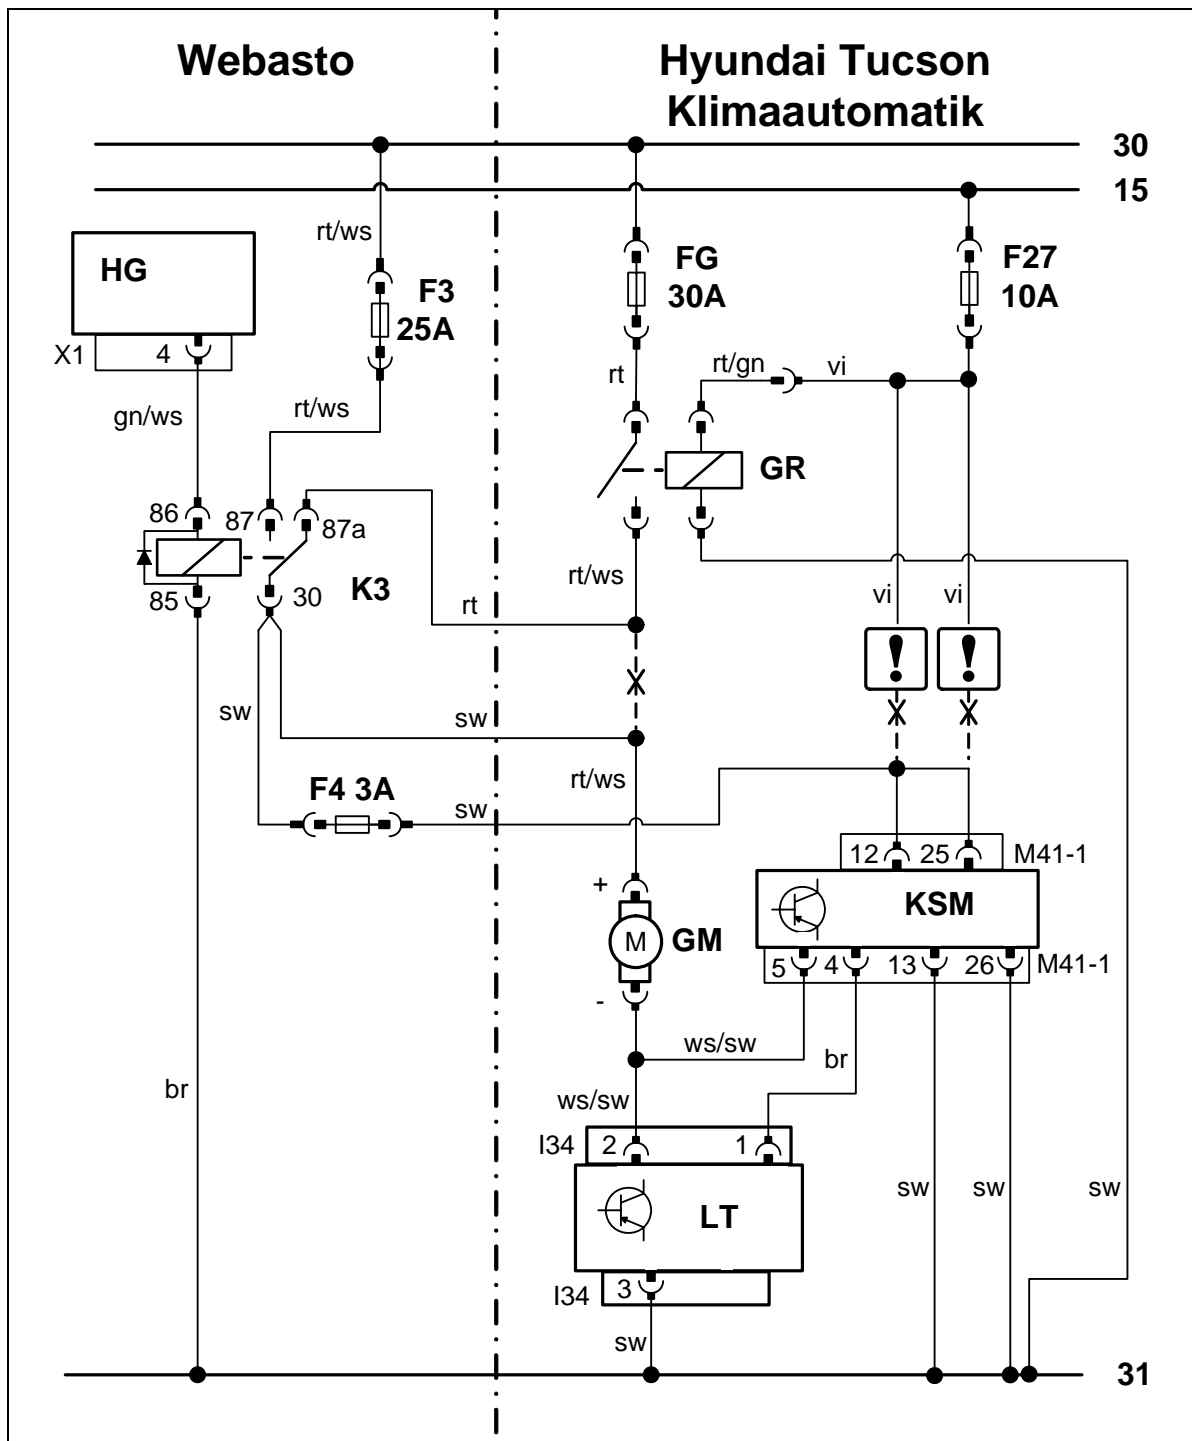 Webasto
Hyundai Tucson
Klimaautomatik
30
15
rt/ws
HG
F3
25A
FG
30A
F27
10A
X1
4
rt
rt/gn
vi
gn/ws
rt/ws
GR
86
87
87a
K3
rt/ws
85
30
rt
vi
vi
!
!
sw
sw
rt/ws
F4 3A
sw
12
25
M41-1
+
KSM
M
GM
5
4
13
26
M41-1
-
ws/sw
br
br
ws/sw
I34
2
1
sw
sw
sw
LT
I34
3
sw
31